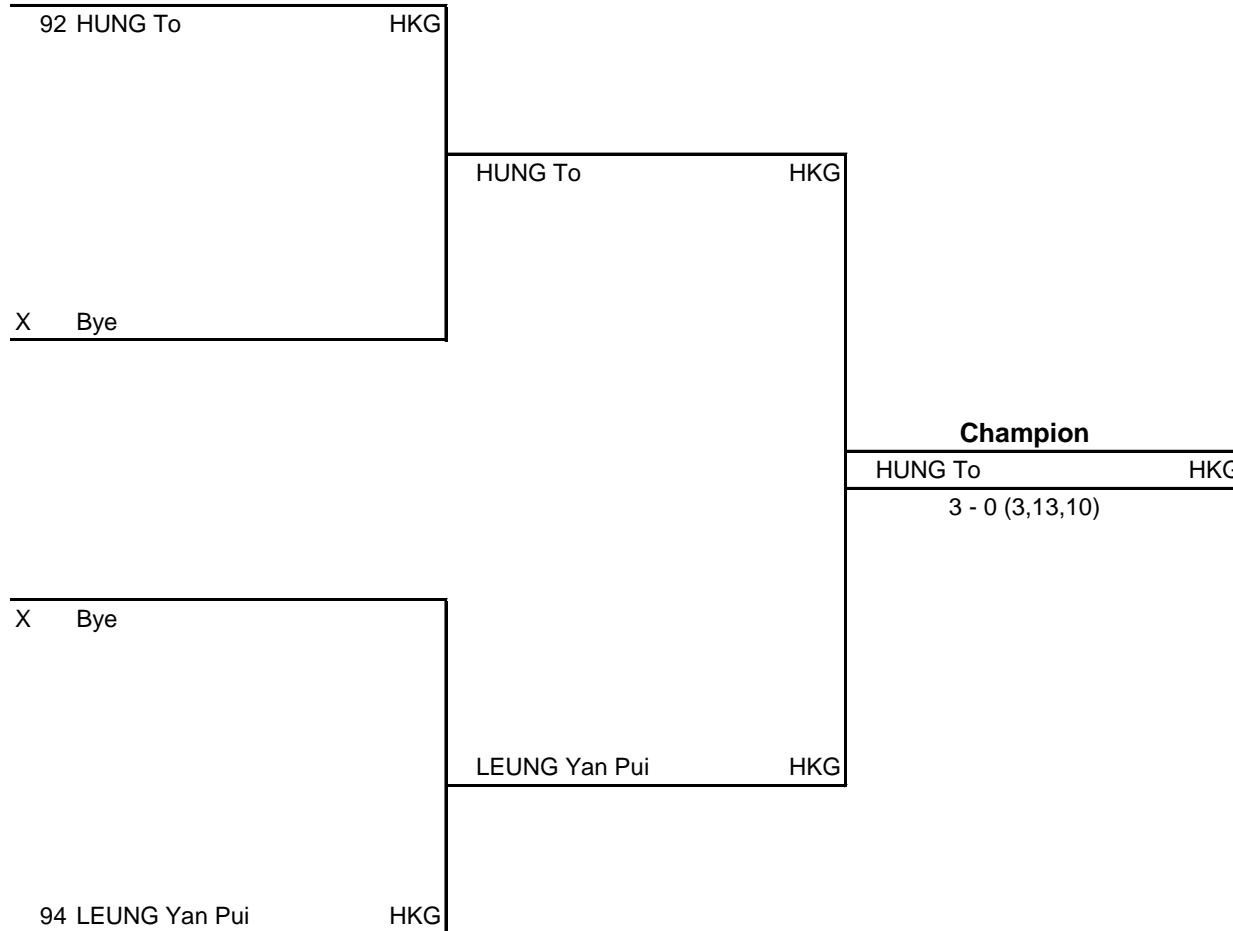 92 HUNG To HKG
HUNG To HKG
X Bye
Champion
HUNG To HKG
3 - 0 (3,13,10)
X Bye
LEUNG Yan Pui HKG
94 LEUNG Yan Pui HKG